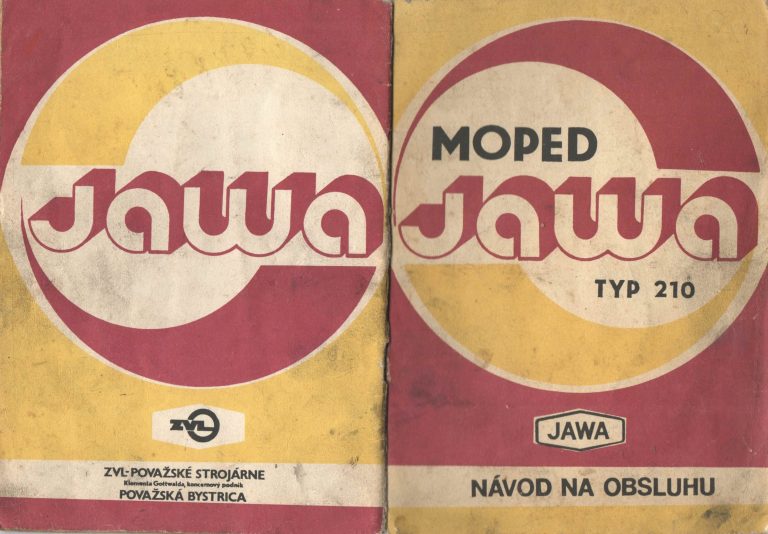 Jawa
ZVL
ZVL-POVAŽSKÉ STROJÁRNE
Klementa Gottwalda, koncernový podnik
POVAŽSKÁ BYSTRICA
MOPED
Jawa
TYP 210
JAWA
NÁVOD NA OBSLUHU